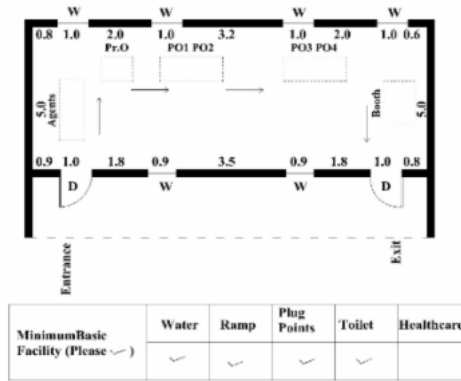 W W W W
0.8 1.0 2.0 1.0 3.2 1.0 2.0 1.0 0.6
Pr.O PO1 PO2 PO3 PO4
5.0 Agents Booth 5.0
0.9 1.0 1.8 0.9 3.5 0.9 1.8 1.0 0.8
D W W D
Entrance Exit
Water Ramp Plug Points Toilet Healthcare
MinimumBasic
Facility (Please ✓ )
✓ ✓ ✓ ✓